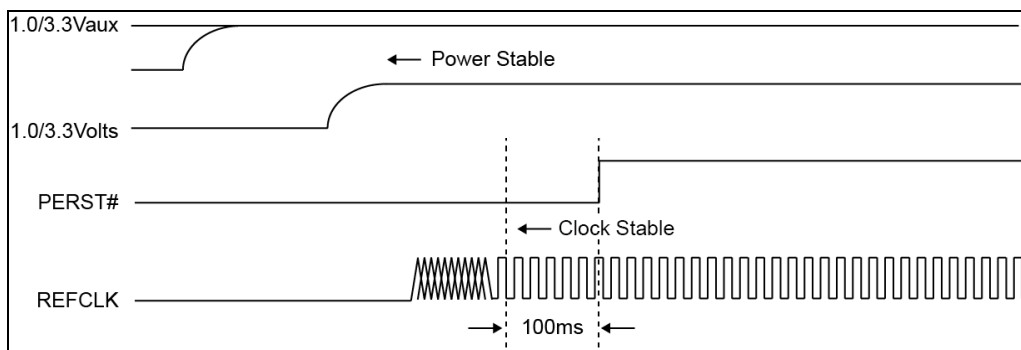 1.0/3.3Vaux
Power Stable
1.0/3.3Volts
PERST#
Clock Stable
REFCLK
100ms